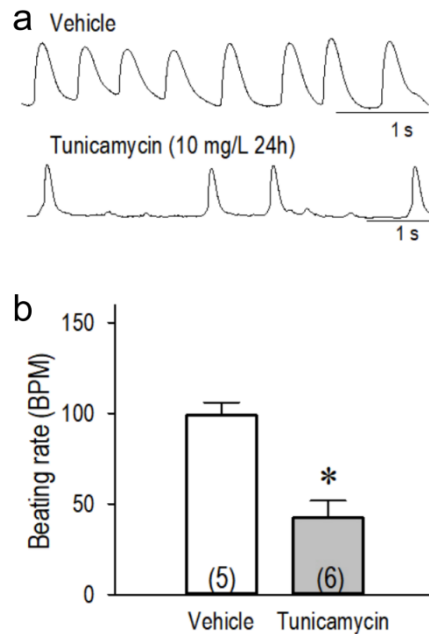 a
Vehicle
1 s
Tunicamycin (10 mg/L 24h)
1 s
b
Beating rate (BPM)
150
100
50
0
*
(5)
(6)
Vehicle
Tunicamycin